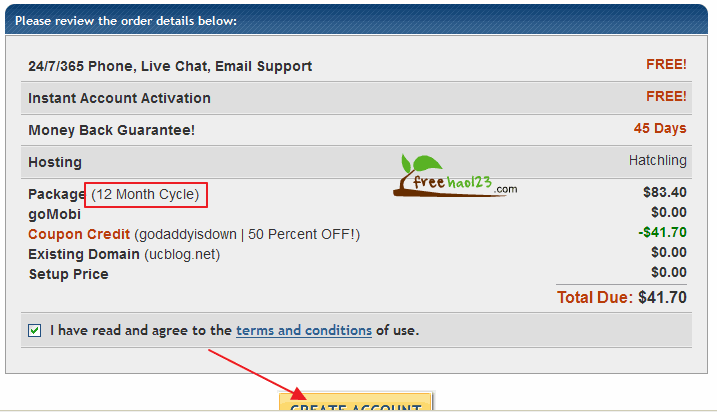 Please review the order details below:
24/7/365 Phone, Live Chat, Email Support FREE!
Instant Account Activation FREE!
Money Back Guarantee! 45 Days
Hosting Hatchling
freehao123.com
Package (12 Month Cycle) $83.40
goMobi $0.00
Coupon Credit (godaddyisdown | 50 Percent OFF!) -$41.70
Existing Domain (ucblog.net) $0.00
Setup Price $0.00
Total Due: $41.70
I have read and agree to the terms and conditions of use.
CREATE ACCOUNT